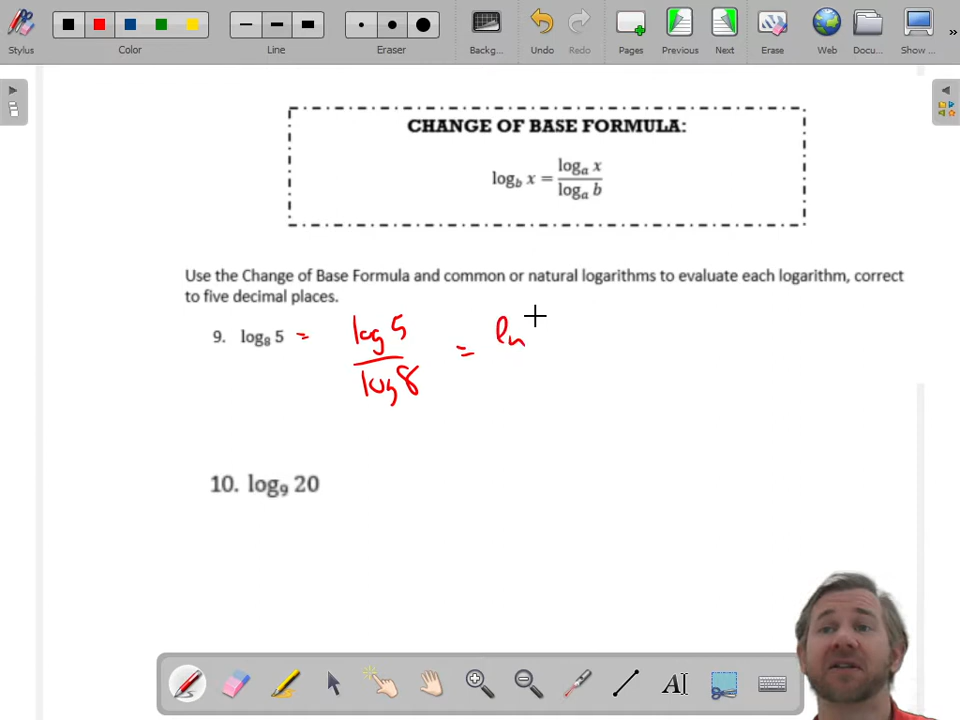 Stylus Color Line Eraser Backg... Undo Redo Pages Previous Next Erase Web Docu... Show ... »
CHANGE OF BASE FORMULA:
log_b x = log_a x / log_a b
Use the Change of Base Formula and common or natural logarithms to evaluate each logarithm, correct
to five decimal places.
9. log₈ 5 = log 5 / log 8 = ln
10. log₉ 20
A